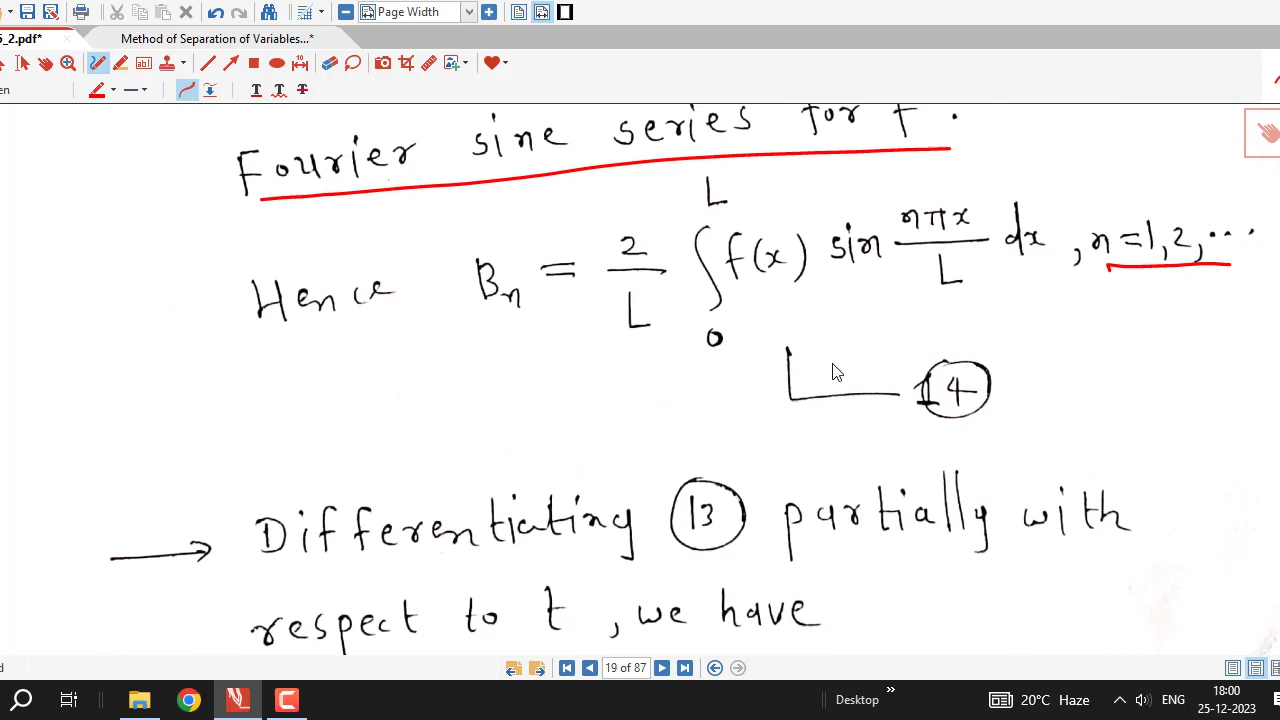 Page Width
5_2.pdf*
Method of Separation of Variables...*
Fourier sine series for f.
Hence Bn = 2/L ∫₀ᴸ f(x) sin nπx/L dx, n=1,2,...
14
Differentiating 13 partially with
respect to t, we have
19 of 87
Desktop
20°C Haze
ENG
18:00
25-12-2023